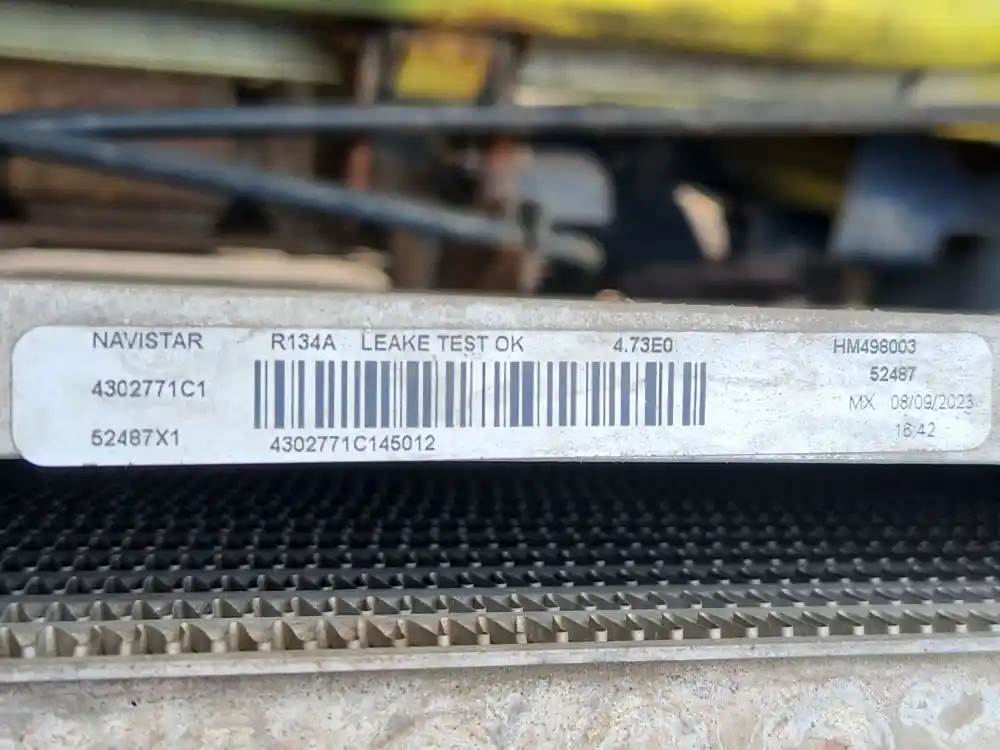 NAVISTAR R134A LEAKE TEST OK 4.73E0 HM498003
4302771C1 52487
MX 08/09/2023
52487X1 4302771C145012 16:42